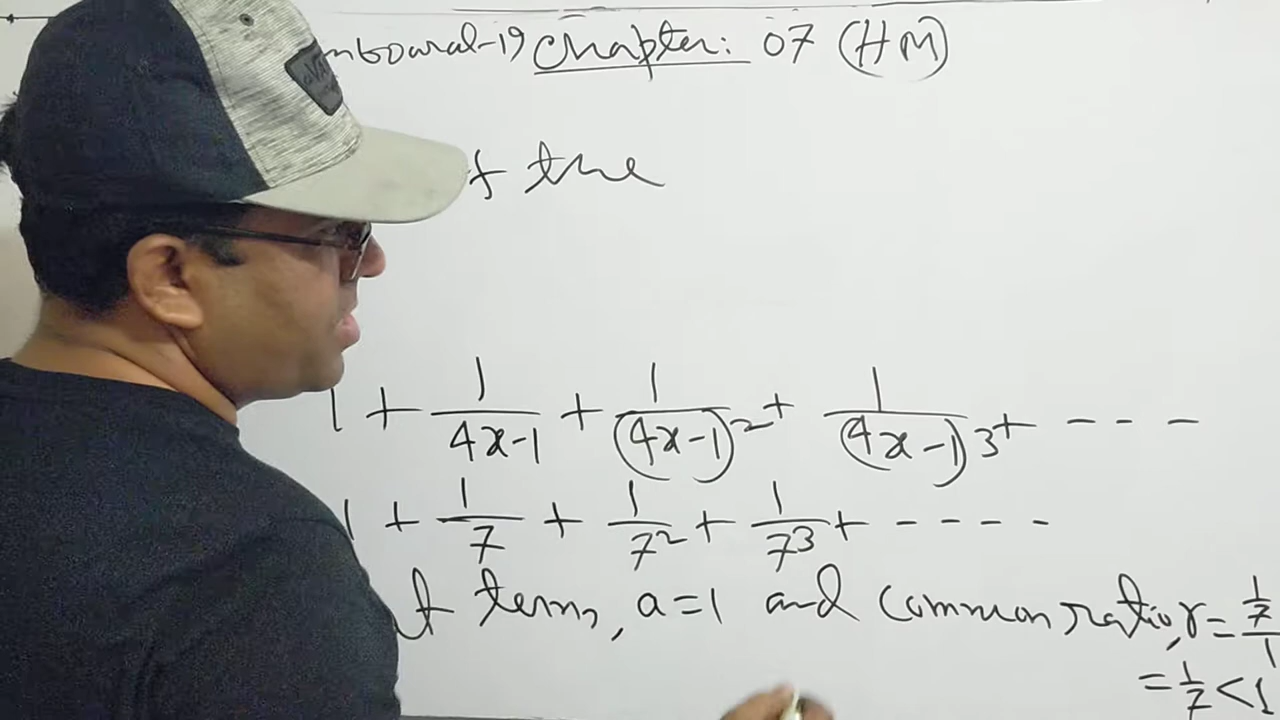 Chapter: 07 (HM)
the
1 + 1/(4x-1) + 1/(4x-1)² + 1/(4x-1)³ + - - -
1 + 1/7 + 1/7² + 1/7³ + - - - -
term, a=1 and common ratio, r = (1/7)/1
= 1/7 < 1